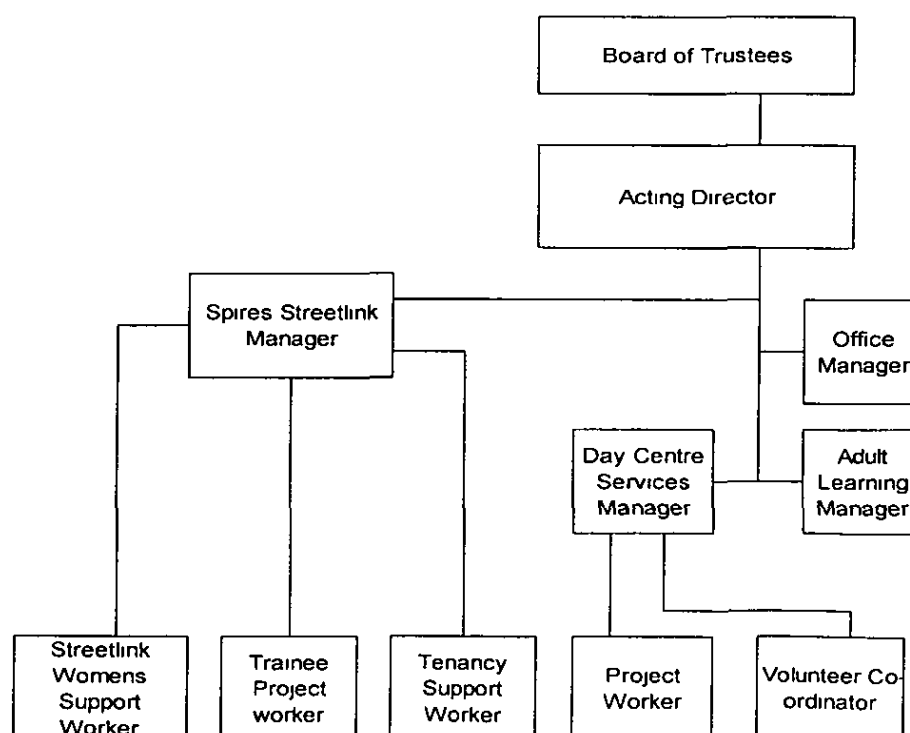 Board of Trustees
Acting Director
Spires Streetlink
Manager
Office
Manager
Day Centre
Services
Manager
Adult
Learning
Manager
Streetlink
Womens
Support
Worker
Trainee
Project
worker
Tenancy
Support
Worker
Project
Worker
Volunteer Co-
ordinator